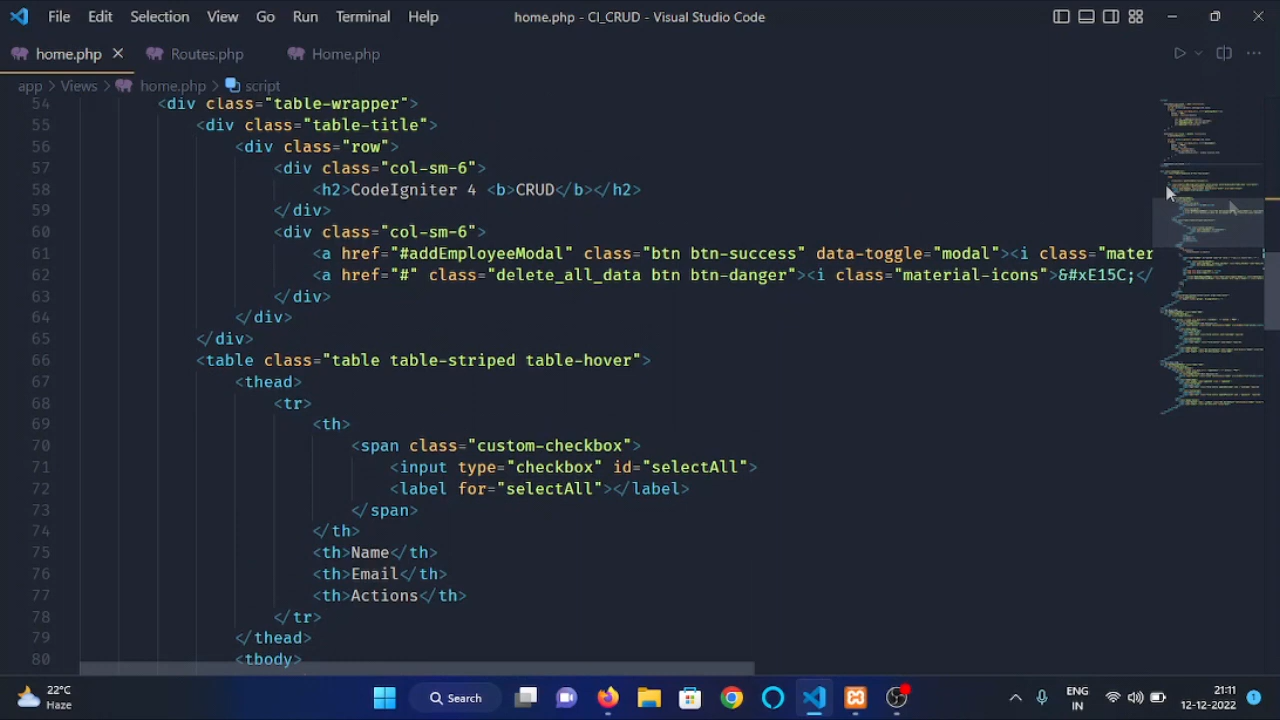 File Edit Selection View Go Run Terminal Help home.php - CI_CRUD - Visual Studio Code
home.php Routes.php Home.php
app > Views > home.php > script
54 <div class="table-wrapper">
55 <div class="table-title">
56 <div class="row">
57 <div class="col-sm-6">
58 <h2>CodeIgniter 4 <b>CRUD</b></h2>
59 </div>
60 <div class="col-sm-6">
61 <a href="#addEmployeeModal" class="btn btn-success" data-toggle="modal"><i class="mater
62 <a href="#" class="delete_all_data btn btn-danger"><i class="material-icons">&#xE15C;</
63 </div>
64 </div>
65 </div>
66 <table class="table table-striped table-hover">
67 <thead>
68 <tr>
69 <th>
70 <span class="custom-checkbox">
71 <input type="checkbox" id="selectAll">
72 <label for="selectAll"></label>
73 </span>
74 </th>
75 <th>Name</th>
76 <th>Email</th>
77 <th>Actions</th>
78 </tr>
79 </thead>
80 <tbody>
22°C
Haze
Search
ENG
IN
21:11
12-12-2022
1